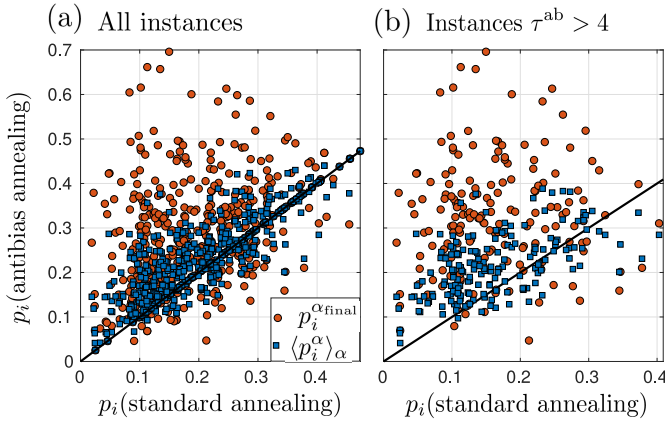 (a) All instances
0.7
0.6
0.5
0.4
0.3
0.2
0.1
0
0 0.1 0.2 0.3 0.4
p_i(antibias annealing)
p_i(standard annealing)
p_i^{α_final}
⟨p_i^α⟩_α
(b) Instances τ^{ab} > 4
0 0.1 0.2 0.3 0.4
p_i(standard annealing)